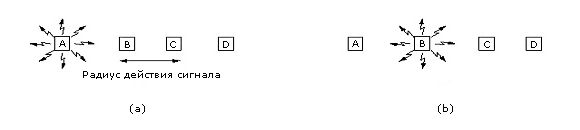 A B C D A B C D
Радиус действия сигнала
(a) (b)